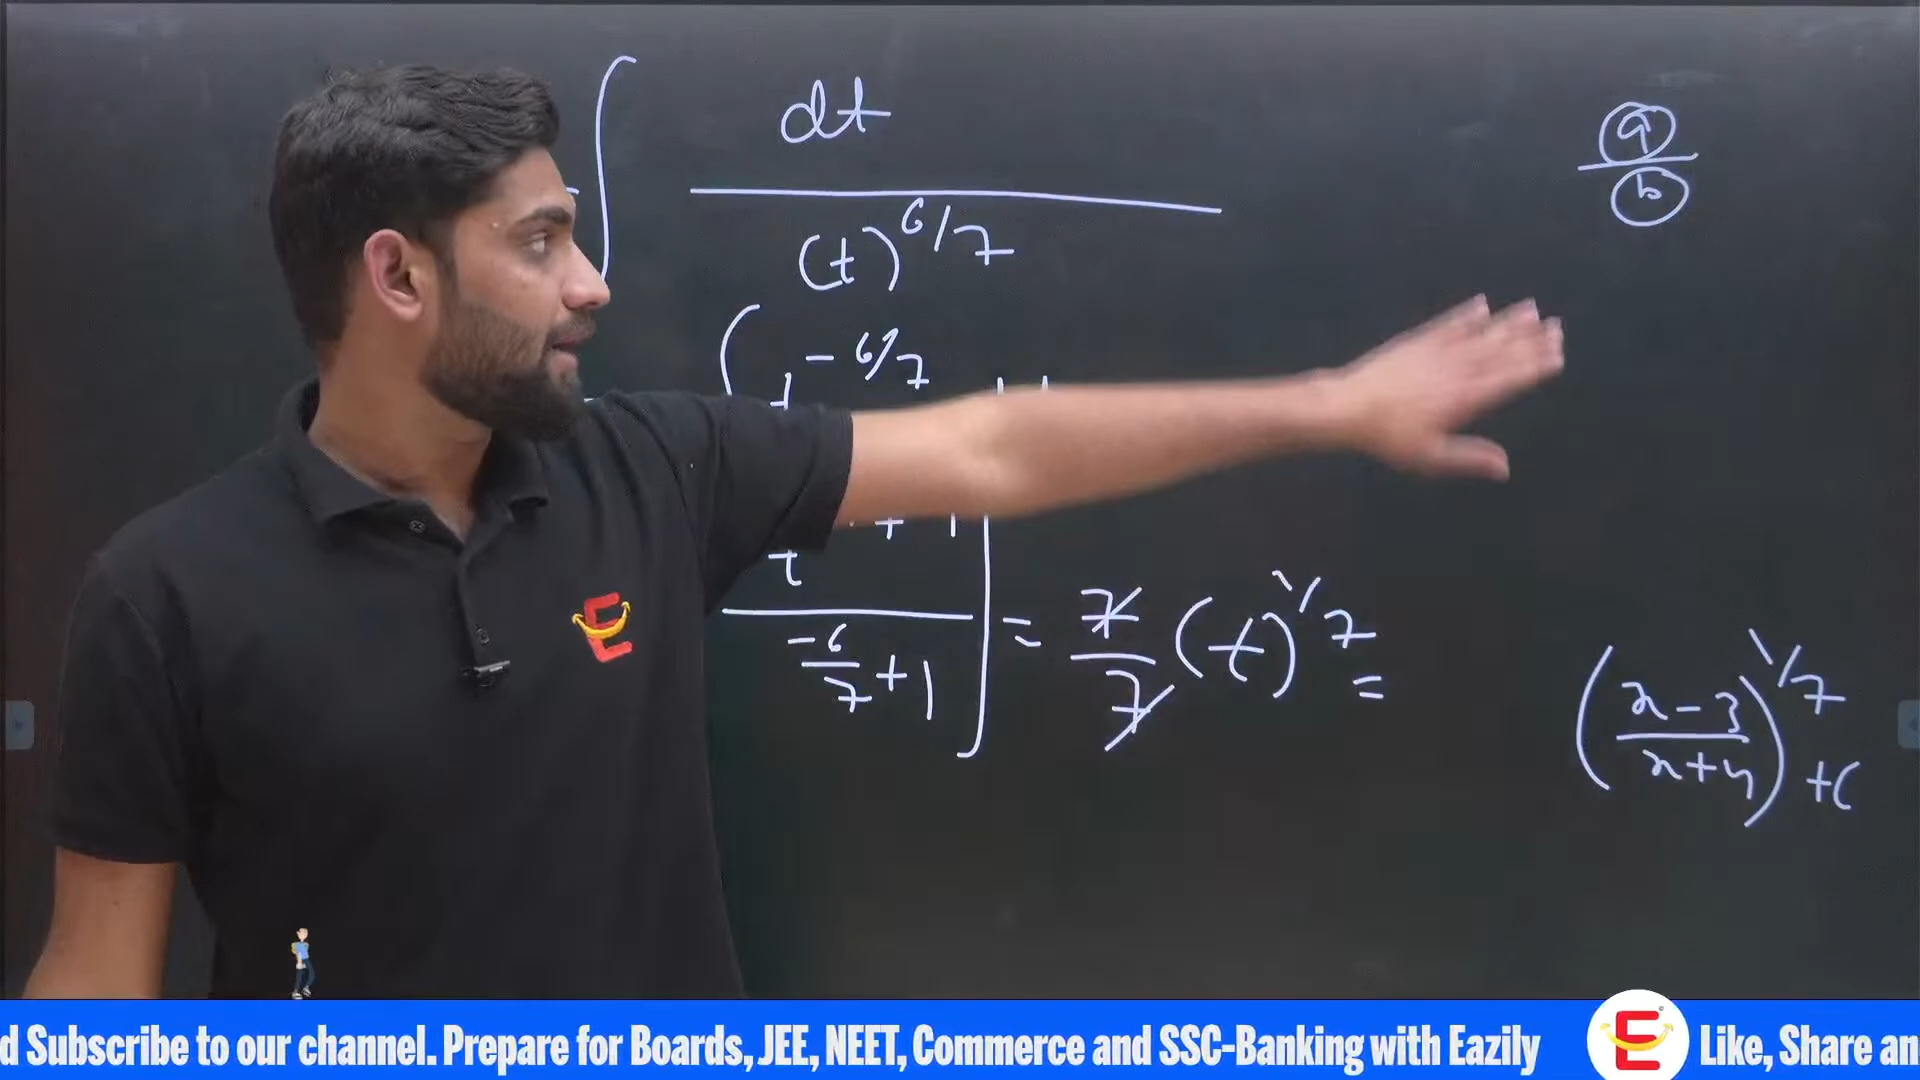 ∫ dt
(t)^6/7
a
b
∫ t^-6/7
t + 1
-6/7 + 1
= 7/7 (t)^1/7 =
(x-3/x+4)^1/7 + C
E
d Subscribe to our channel. Prepare for Boards, JEE, NEET, Commerce and SSC-Banking with Eazily
E
Like, Share an